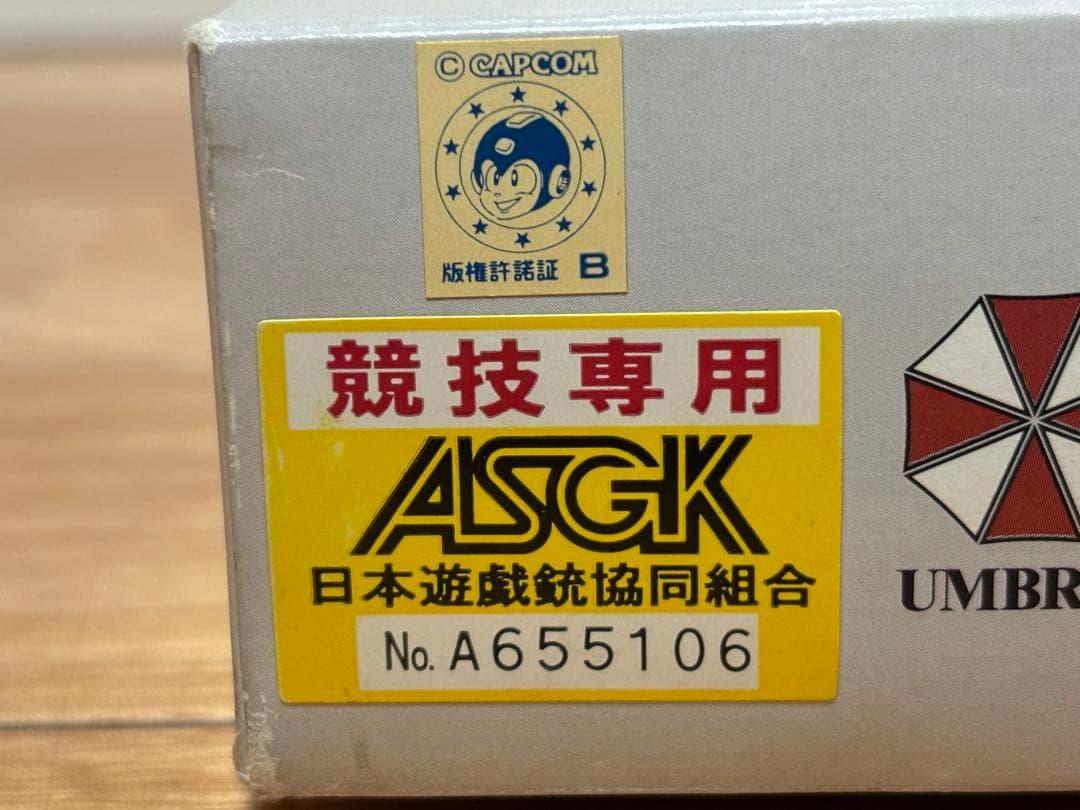 © CAPCOM
版権許諾証 B
競技専用
ASGK
日本遊戯銃協同組合
No. A655106
UMBR